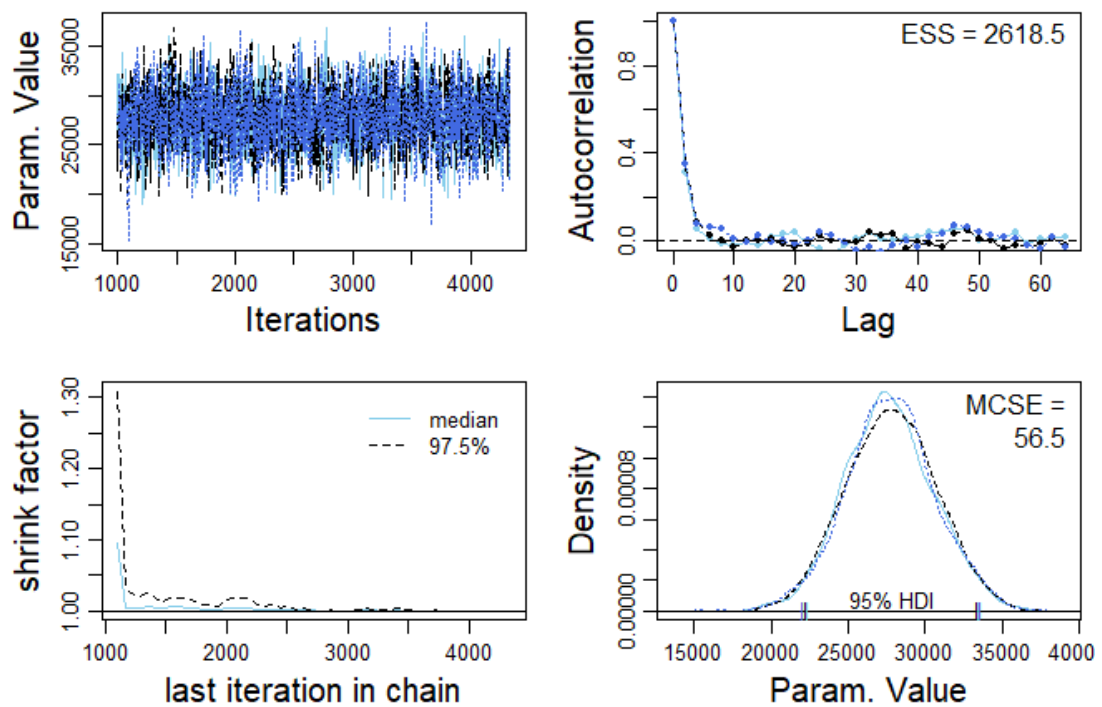 Param. Value
35000
25000
15000
1000
2000
3000
4000
Iterations
Autocorrelation
0.8
0.4
0.0
ESS = 2618.5
0
10
20
30
40
50
60
Lag
shrink factor
1.30
1.20
1.10
1.00
median
97.5%
1000
2000
3000
4000
last iteration in chain
Density
0.00008
0.00000
MCSE =
56.5
95% HDI
15000
20000
25000
30000
35000
4000
Param. Value